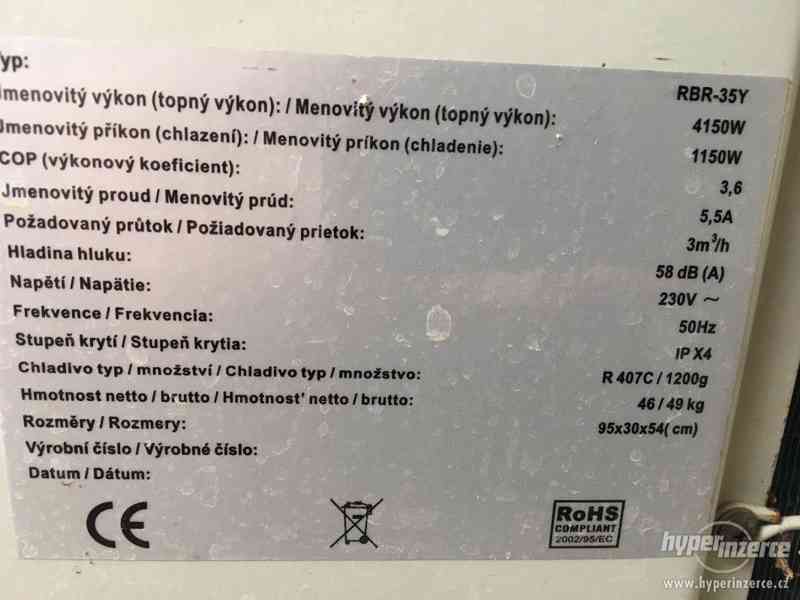 Typ: RBR-35Y
Jmenovitý výkon (topný výkon): / Menovitý výkon (topný výkon): 4150W
Jmenovitý příkon (chlazení): / Menovitý príkon (chladenie): 1150W
COP (výkonový koeficient): 3,6
Jmenovitý proud / Menovitý prúd: 5,5A
Požadovaný průtok / Požiadovaný prietok: 3m³/h
Hladina hluku: 58 dB (A)
Napětí / Napätie: 230V ~
Frekvence / Frekvencia: 50Hz
Stupeň krytí / Stupeň krytia: IP X4
Chladivo typ / množství / Chladivo typ / množstvo: R 407C / 1200g
Hmotnost netto / brutto / Hmotnosť netto / brutto: 46 / 49 kg
Rozměry / Rozmery: 95x30x54( cm)
Výrobní číslo / Výrobné číslo:
Datum / Dátum:
CE
RoHS
COMPLIANT
2002/95/EC
hyperinzerce
www.hyperinzerce.cz